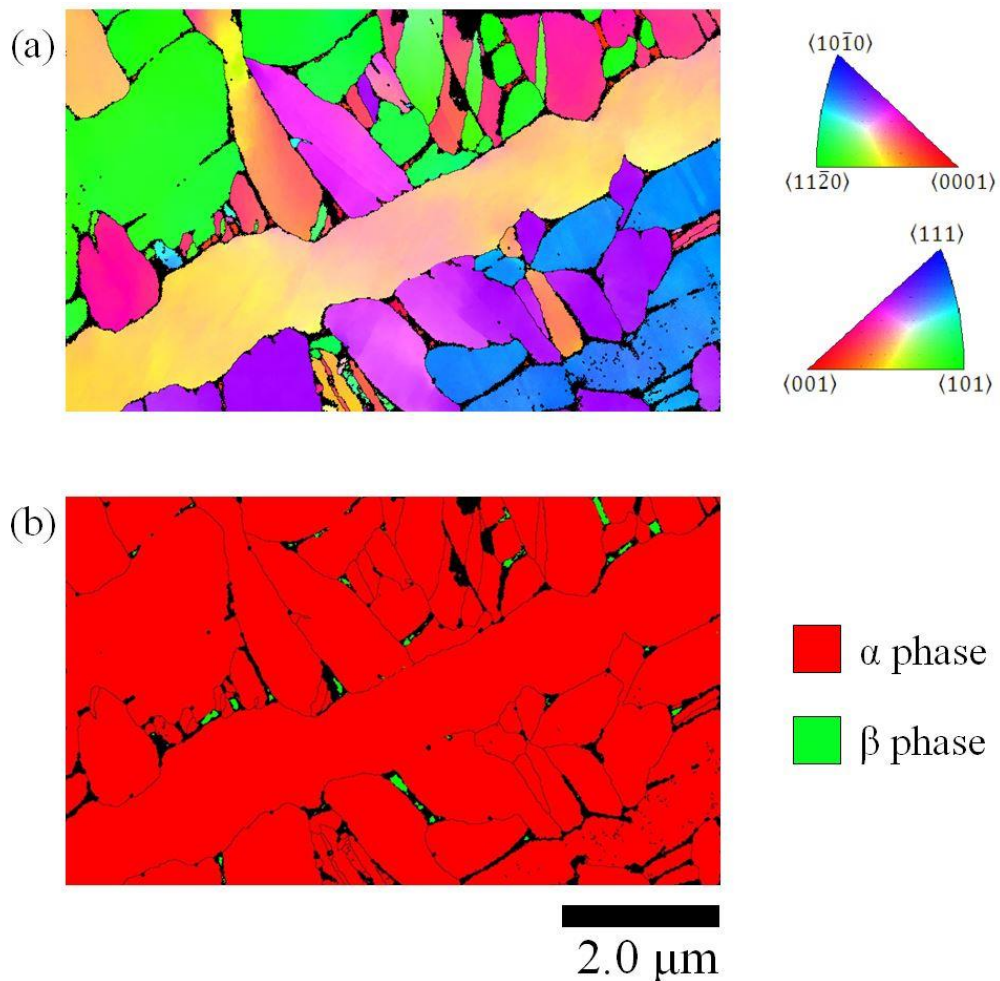 (a)
⟨101̄0⟩
⟨112̄0⟩ ⟨0001⟩
⟨111⟩
⟨001⟩ ⟨101⟩
(b)
α phase
β phase
2.0 μm